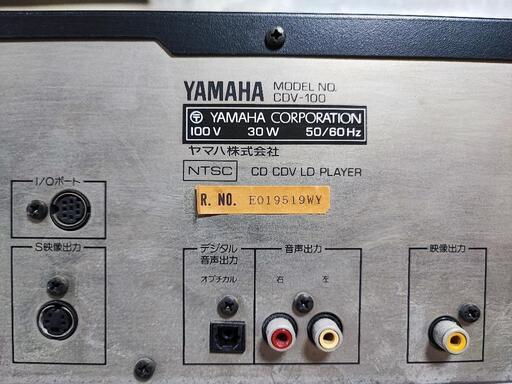 YAMAHA MODEL NO. CDV-100
〒 YAMAHA CORPORATION
100V 30W 50/60Hz
ヤマハ株式会社
NTSC CD CDV LD PLAYER
R. NO. E019519WY
I/Oポート
S映像出力
デジタル音声出力
オプチカル
音声出力
右 左
映像出力